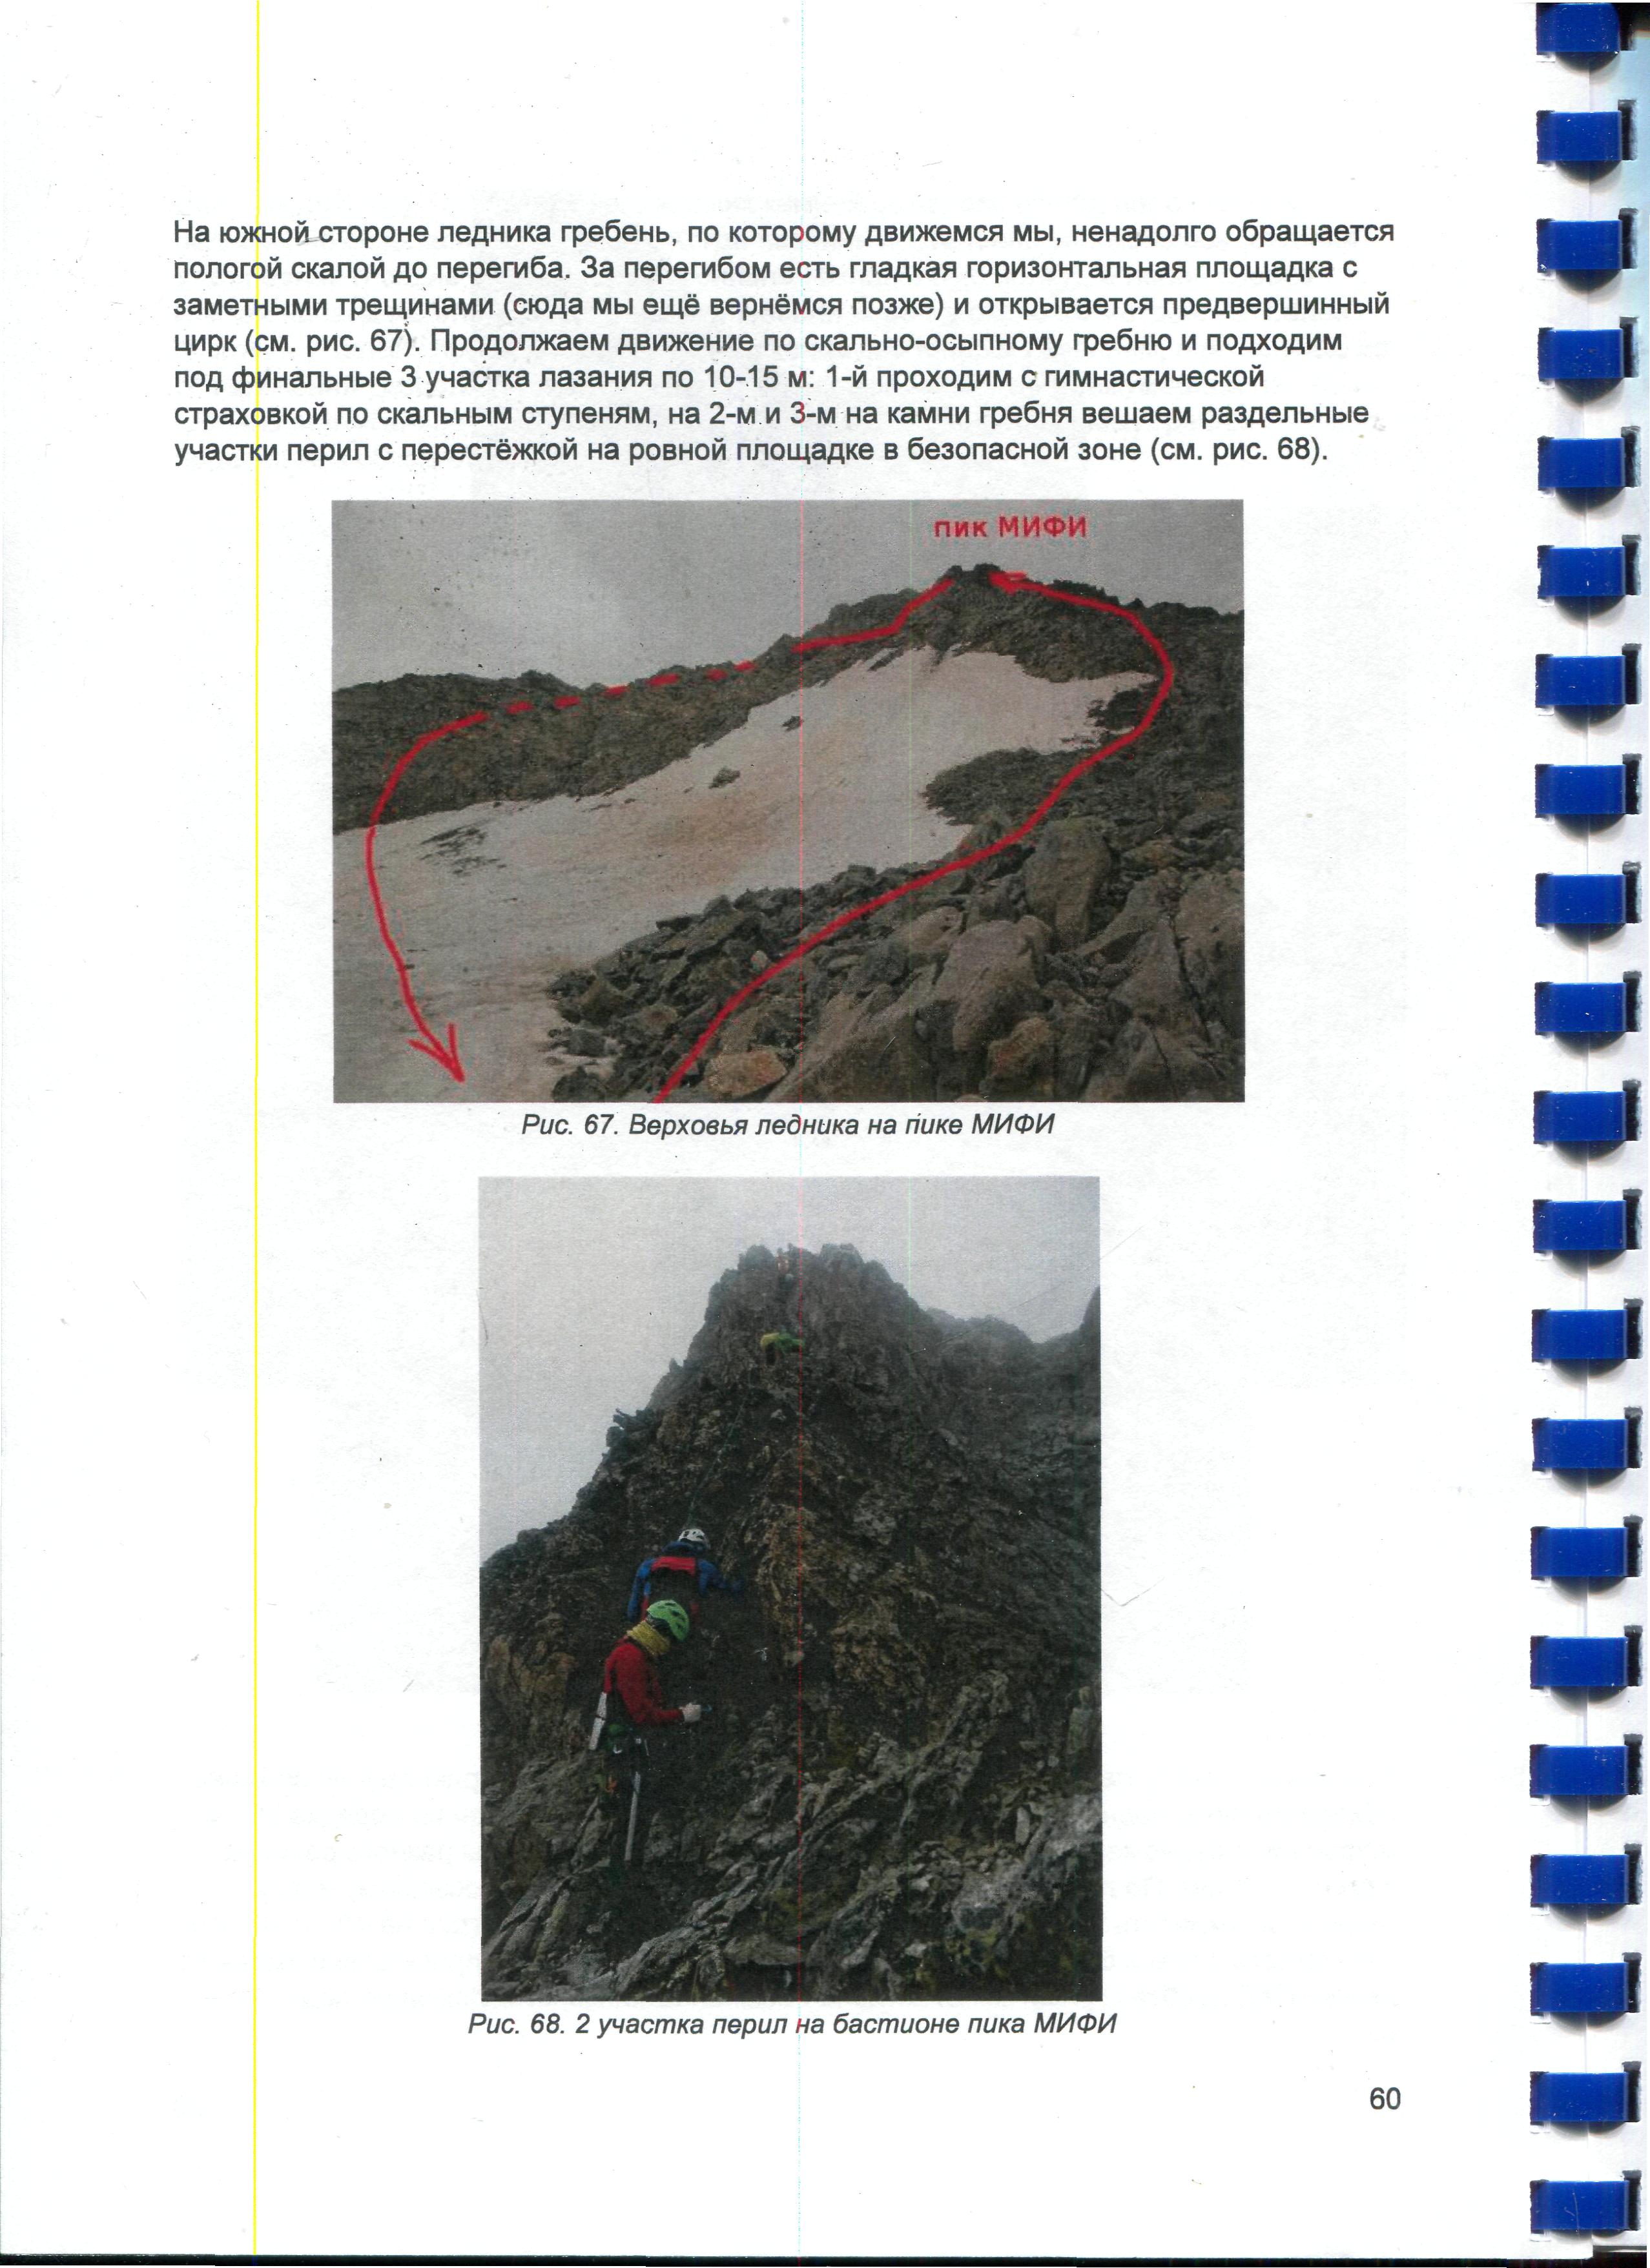 На южной стороне ледника гребень, по которому движемся мы, ненадолго обращается
пологой скалой до перегиба. За перегибом есть гладкая горизонтальная площадка с
заметными трещинами (сюда мы ещё вернёмся позже) и открывается предвершинный
цирк (см. рис. 67). Продолжаем движение по скально-осыпному гребню и подходим
под финальные 3 участка лазания по 10-15 м: 1-й проходим с гимнастической
страховкой по скальным ступеням, на 2-м и 3-м на камни гребня вешаем раздельные
участки перил с перестёжкой на ровной площадке в безопасной зоне (см. рис. 68).
пик МИФИ
Рис. 67. Верховья ледника на пике МИФИ
Рис. 68. 2 участка перил на бастионе пика МИФИ
60